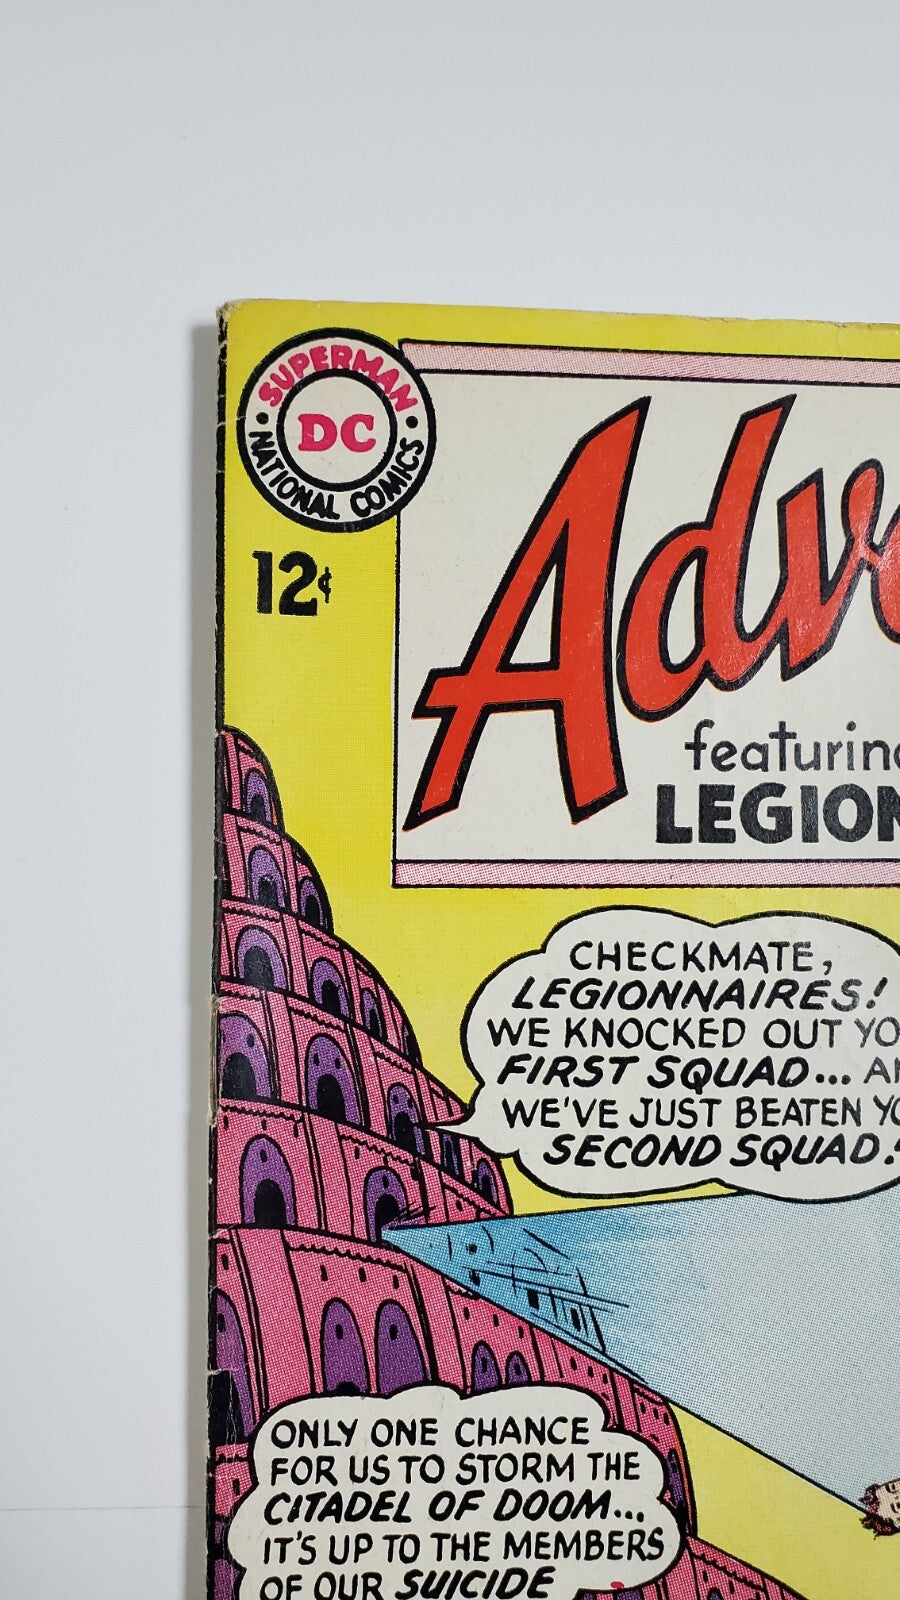 SUPERMAN
DC
NATIONAL COMICS
12¢
Adv
featuring
LEGION
CHECKMATE,
LEGIONNAIRES!
WE KNOCKED OUT YO
FIRST SQUAD... A
WE'VE JUST BEATEN YO
SECOND SQUAD!
ONLY ONE CHANCE
FOR US TO STORM THE
CITADEL OF DOOM...
IT'S UP TO THE MEMBERS
OF OUR SUICIDE